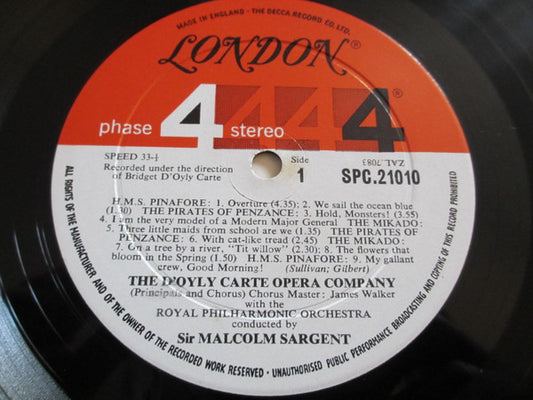 MADE IN ENGLAND · THE DECCA RECORD CO. LTD.
LONDON®
phase 4 stereo 444®
SPEED 33-⅓
Recorded under the direction
of Bridget D'Oyly Carte
Side
1
ZAL.7083
SPC.21010
H.M.S. PINAFORE: 1. Overture (4.35); 2. We sail the ocean blue
(1.30) THE PIRATES OF PENZANCE: 3. Hold, Monsters! (3.55)
4. I am the very model of a Modern Major General THE MIKADO:
5. Three little maids from school are we (1.35) THE PIRATES OF
PENZANCE: 6. With cat-like tread (2.45) THE MIKADO:
7. On a tree by a river, "Tit willow" (2.30) 8. The flowers that
bloom in the Spring (1.50) H.M.S. PINAFORE: 9. My gallant
crew, Good Morning! (Sullivan; Gilbert)
THE D'OYLY CARTE OPERA COMPANY
(Principals and Chorus) Chorus Master: James Walker
with the
ROYAL PHILHARMONIC ORCHESTRA
conducted by
Sir MALCOLM SARGENT
ALL RIGHTS OF THE MANUFACTURER AND OF THE OWNER OF THE RECORDED WORK RESERVED · UNAUTHORISED PUBLIC PERFORMANCE BROADCASTING AND COPYING OF THIS RECORD PROHIBITED